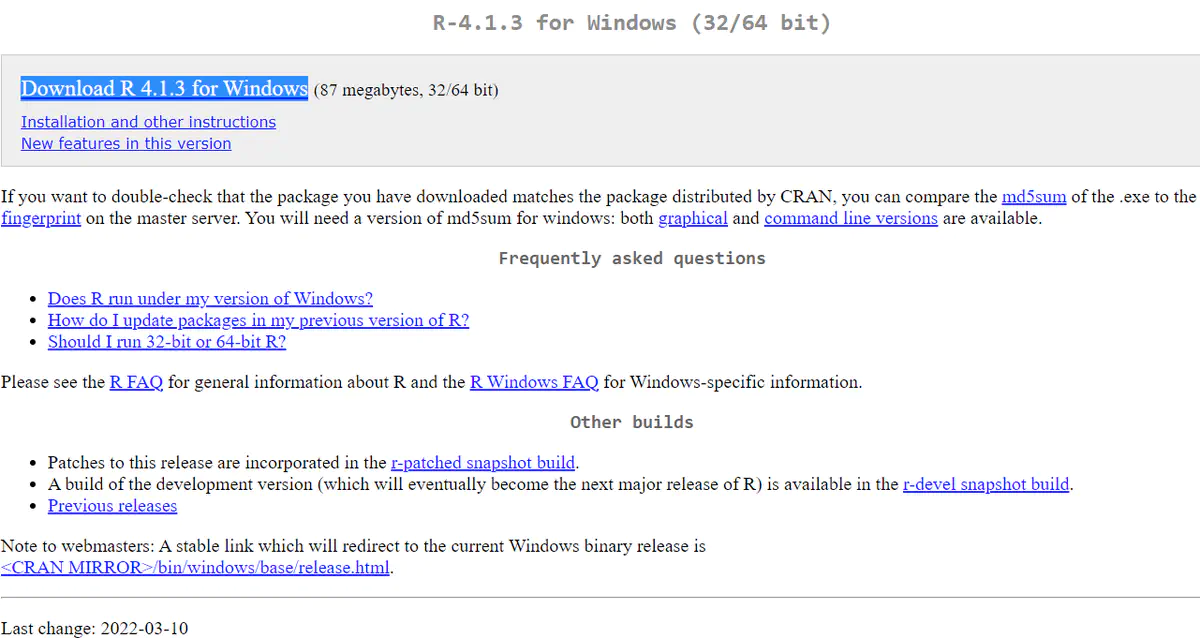 R-4.1.3 for Windows (32/64 bit)
Download R 4.1.3 for Windows (87 megabytes, 32/64 bit)
Installation and other instructions
New features in this version
If you want to double-check that the package you have downloaded matches the package distributed by CRAN, you can compare the md5sum of the .exe to the
fingerprint on the master server. You will need a version of md5sum for windows: both graphical and command line versions are available.
Frequently asked questions
• Does R run under my version of Windows?
• How do I update packages in my previous version of R?
• Should I run 32-bit or 64-bit R?
Please see the R FAQ for general information about R and the R Windows FAQ for Windows-specific information.
Other builds
• Patches to this release are incorporated in the r-patched snapshot build.
• A build of the development version (which will eventually become the next major release of R) is available in the r-devel snapshot build.
• Previous releases
Note to webmasters: A stable link which will redirect to the current Windows binary release is
<CRAN MIRROR>/bin/windows/base/release.html.
Last change: 2022-03-10